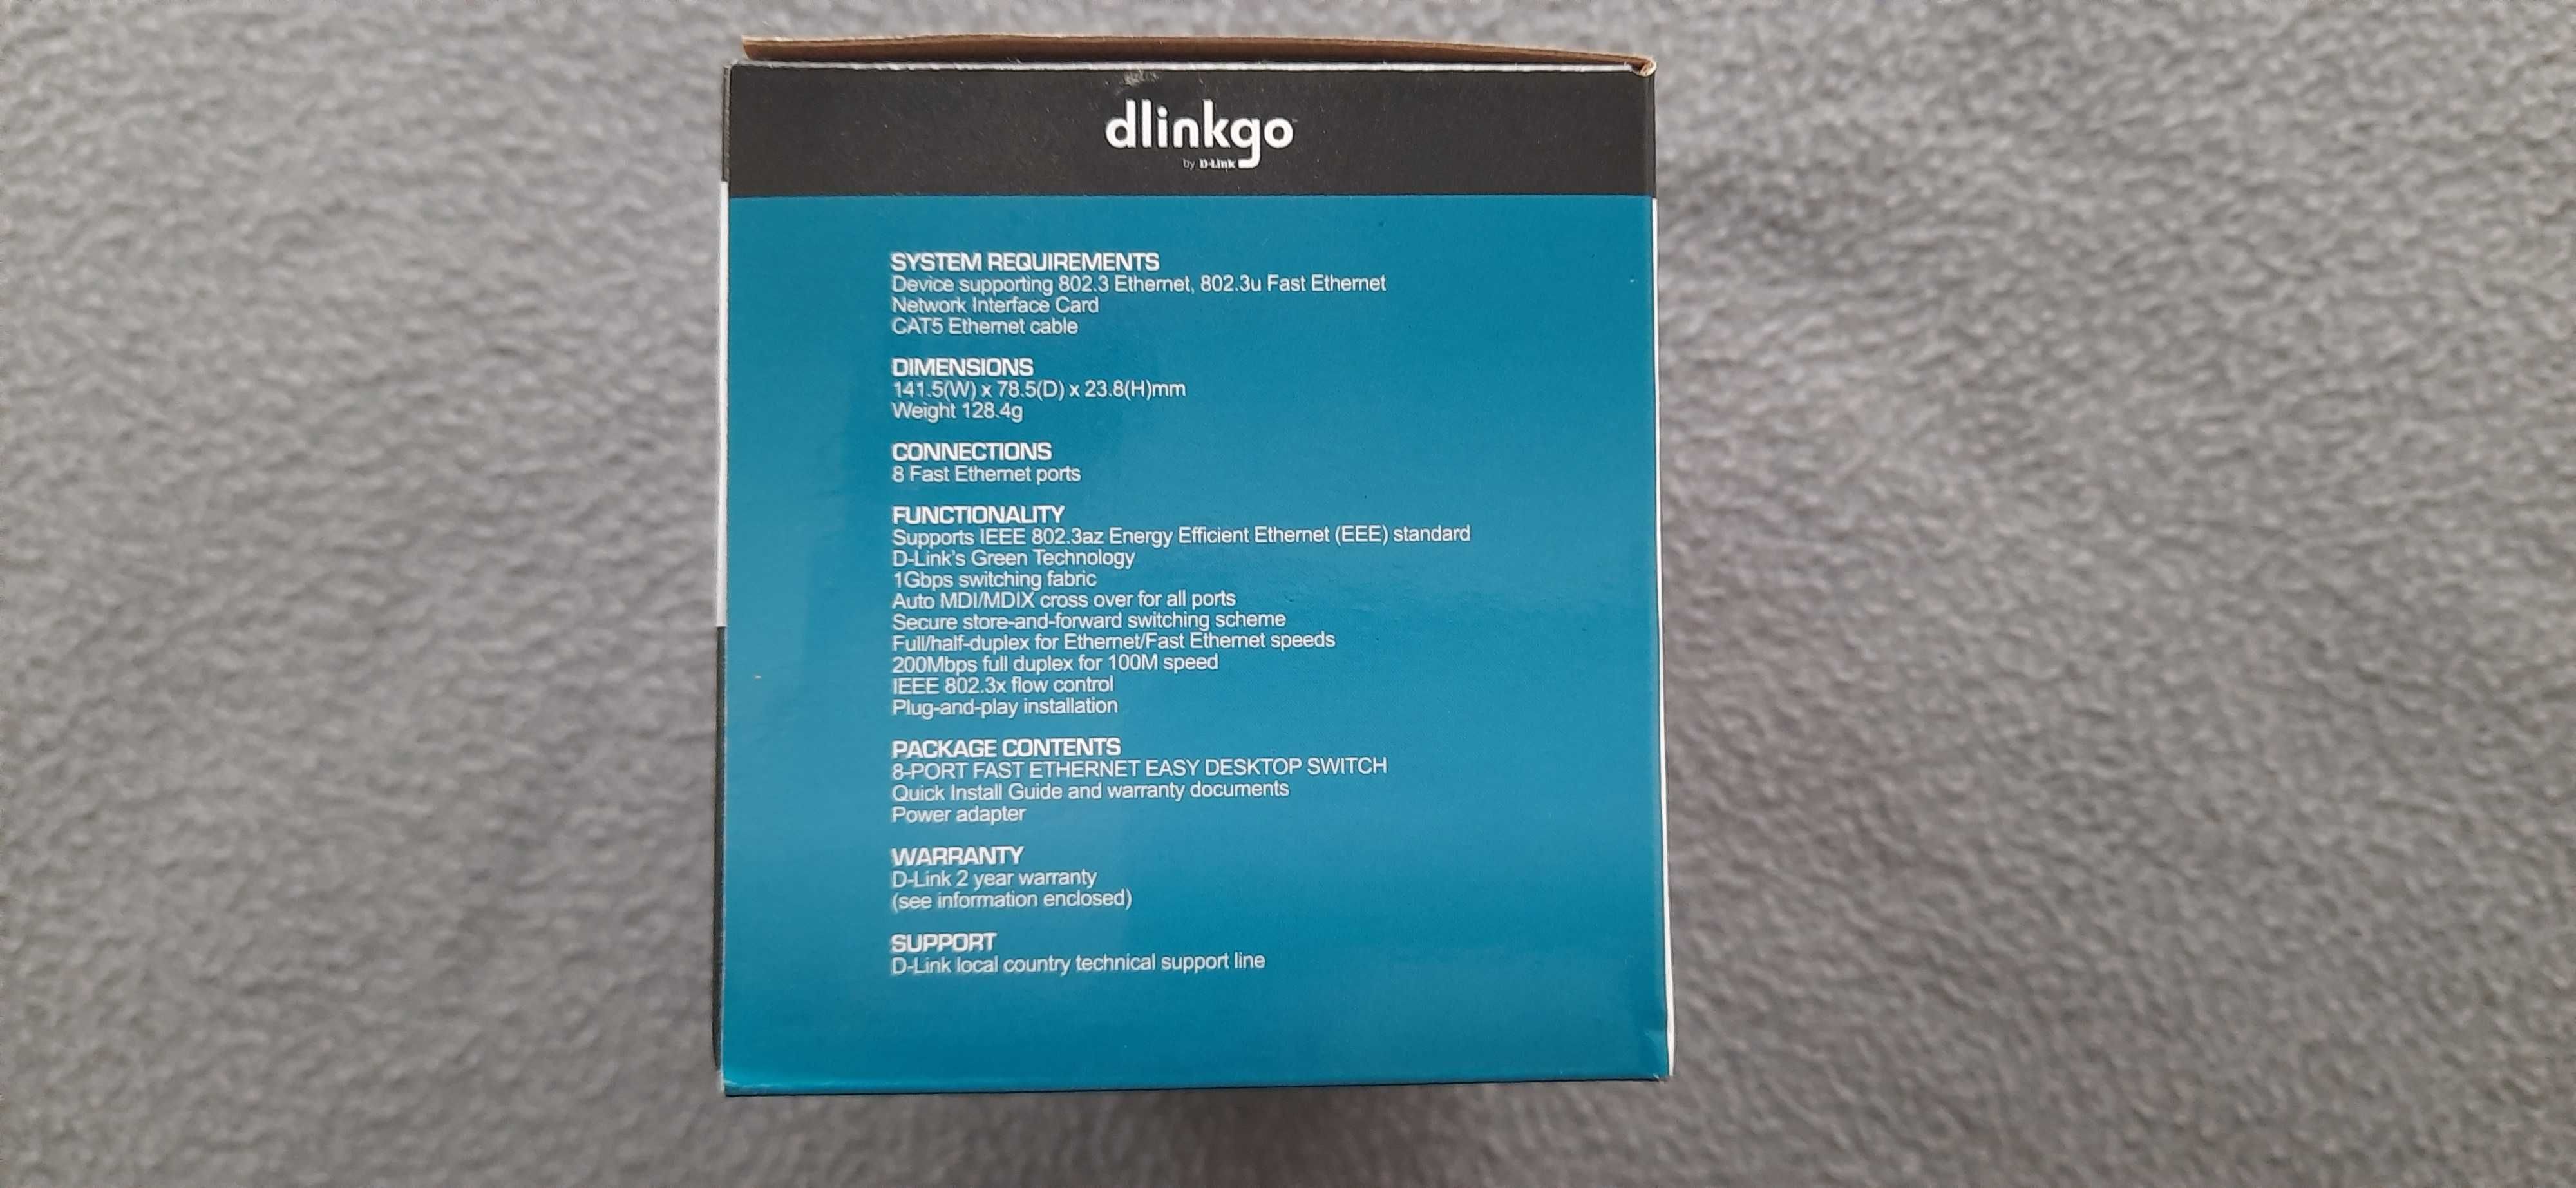 dlinkgo
by D-Link
SYSTEM REQUIREMENTS
Device supporting 802.3 Ethernet, 802.3u Fast Ethernet
Network Interface Card
CAT5 Ethernet cable
DIMENSIONS
141.5(W) x 78.5(D) x 23.8(H)mm
Weight 128.4g
CONNECTIONS
8 Fast Ethernet ports
FUNCTIONALITY
Supports IEEE 802.3az Energy Efficient Ethernet (EEE) standard
D-Link's Green Technology
1Gbps switching fabric
Auto MDI/MDIX cross over for all ports
Secure store-and-forward switching scheme
Full/half-duplex for Ethernet/Fast Ethernet speeds
200Mbps full duplex for 100M speed
IEEE 802.3x flow control
Plug-and-play installation
PACKAGE CONTENTS
8-PORT FAST ETHERNET EASY DESKTOP SWITCH
Quick Install Guide and warranty documents
Power adapter
WARRANTY
D-Link 2 year warranty
(see information enclosed)
SUPPORT
D-Link local country technical support line